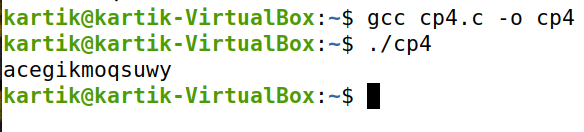 kartik@kartik-VirtualBox:~$ gcc cp4.c -o cp4
kartik@kartik-VirtualBox:~$ ./cp4
acegikmoqsuwy
kartik@kartik-VirtualBox:~$